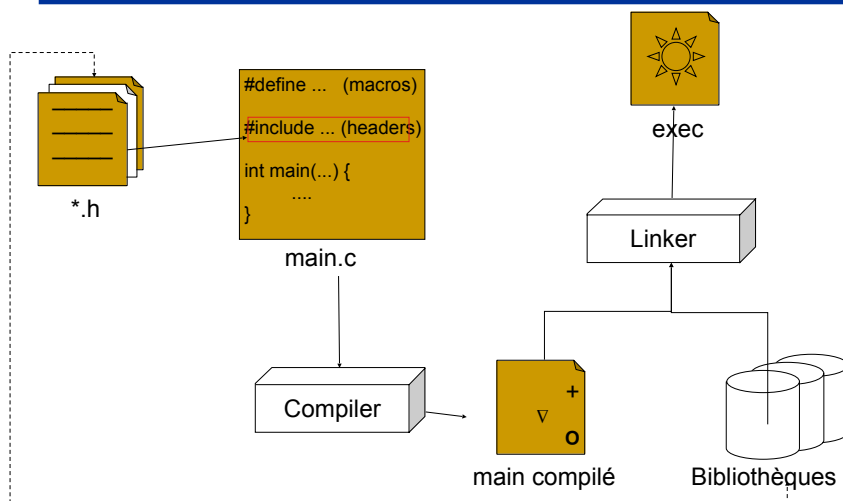 #define ... (macros)
#include ... (headers)
int main(...) {
....
}
*.h
main.c
exec
Linker
Compiler
+
∇
O
main compilé
Bibliothèques